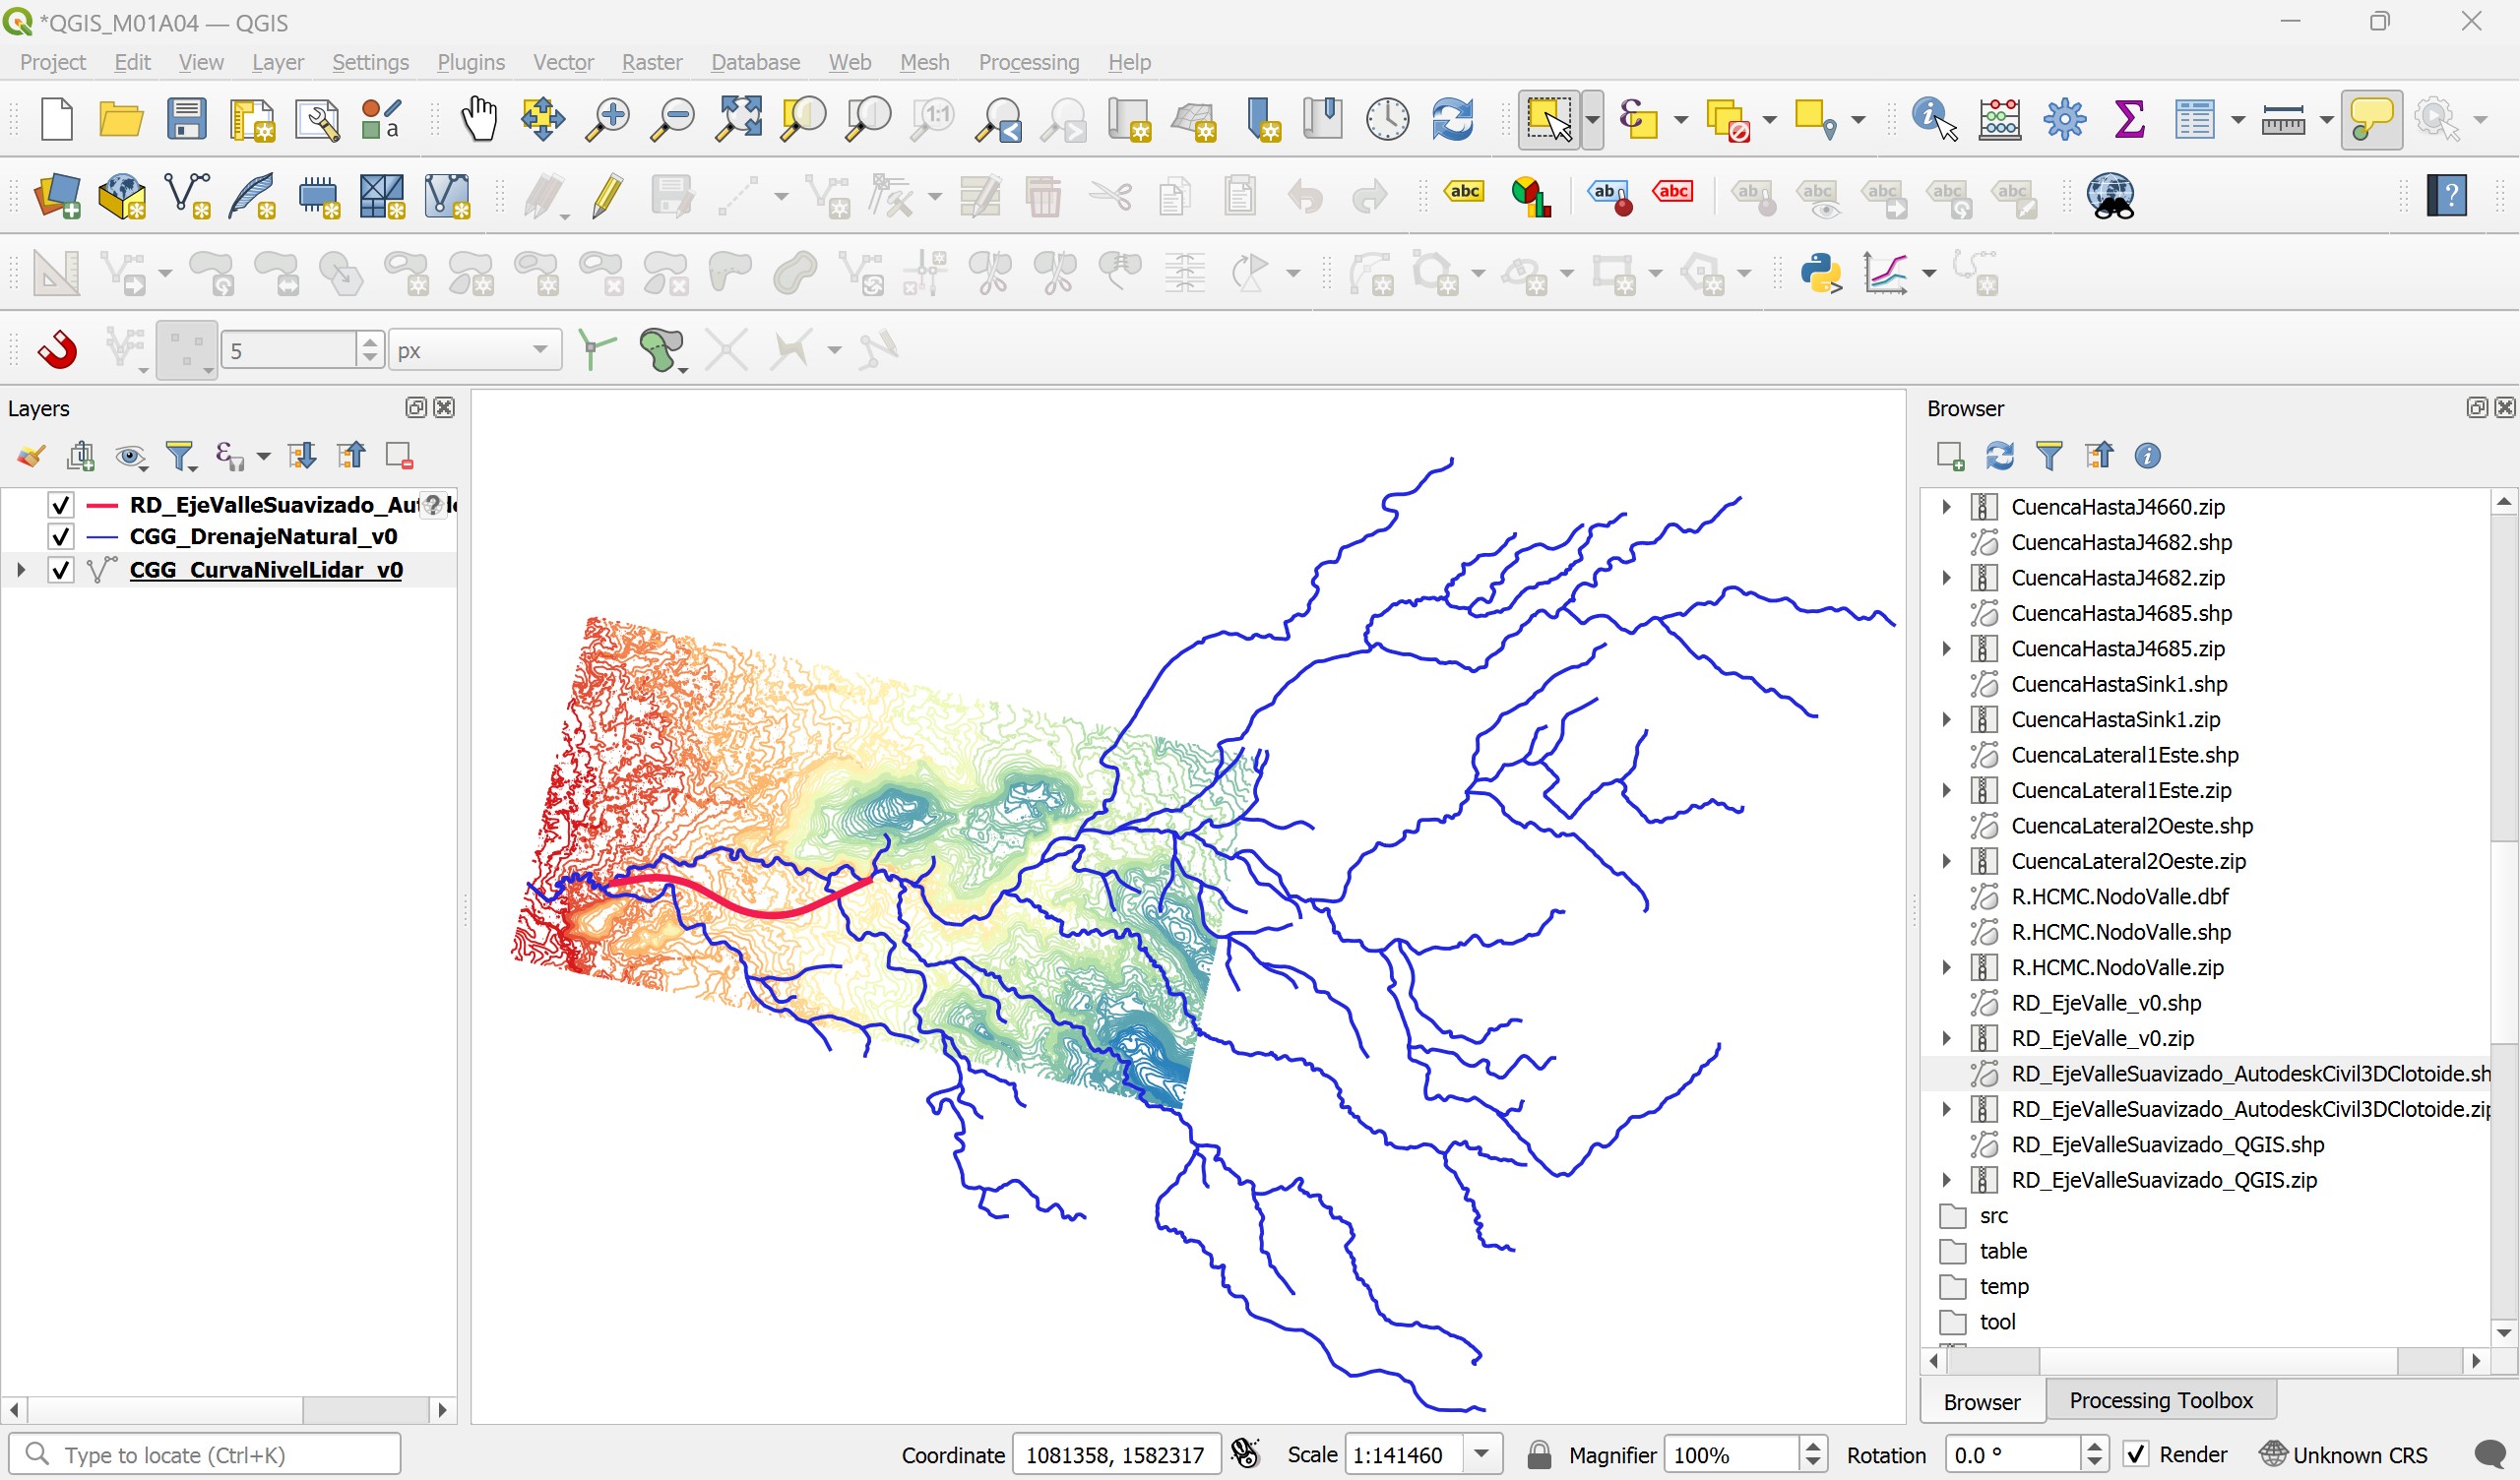 *QGIS_M01A04 — QGIS
Project Edit View Layer Settings Plugins Vector Raster Database Web Mesh Processing Help
a 1:1
abc ab abc ab abc abc abc abc
5 px
Layers
RD_EjeValleSuavizado_Aut
CGG_DrenajeNatural_v0
CGG_CurvaNivelLidar_v0
Browser
CuencaHastaJ4660.zip
CuencaHastaJ4682.shp
CuencaHastaJ4682.zip
CuencaHastaJ4685.shp
CuencaHastaJ4685.zip
CuencaHastaSink1.shp
CuencaHastaSink1.zip
CuencaLateral1Este.shp
CuencaLateral1Este.zip
CuencaLateral2Oeste.shp
CuencaLateral2Oeste.zip
R.HCMC.NodoValle.dbf
R.HCMC.NodoValle.shp
R.HCMC.NodoValle.zip
RD_EjeValle_v0.shp
RD_EjeValle_v0.zip
RD_EjeValleSuavizado_AutodeskCivil3DClotoide.sh
RD_EjeValleSuavizado_AutodeskCivil3DClotoide.zip
RD_EjeValleSuavizado_QGIS.shp
RD_EjeValleSuavizado_QGIS.zip
src
table
temp
tool
Browser Processing Toolbox
Type to locate (Ctrl+K) Coordinate 1081358, 1582317 Scale 1:141460 Magnifier 100% Rotation 0.0 ° Render Unknown CRS